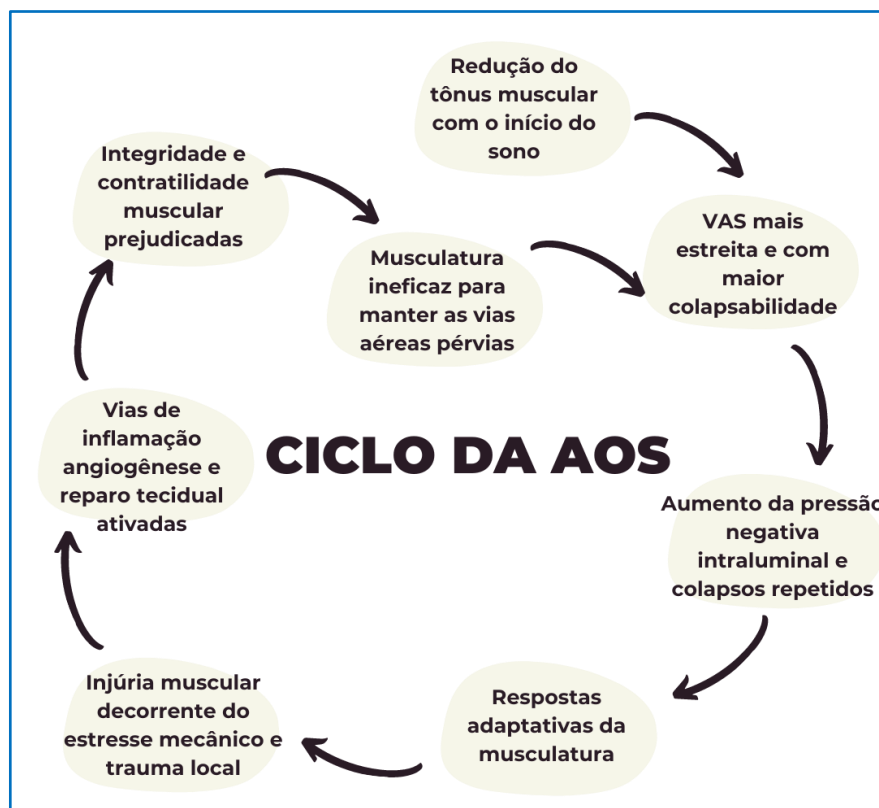 Redução do
tônus muscular
com o início do
sono
VAS mais
estreita e com
maior
colapsabilidade
Aumento da pressão
negativa
intraluminal e
colapsos repetidos
Respostas
adaptativas da
musculatura
Injúria muscular
decorrente do
estresse mecânico e
trauma local
Vias de
inflamação
angiogênese e
reparo tecidual
ativadas
Integridade e
contratilidade
muscular
prejudicadas
Musculatura
ineficaz para
manter as vias
aéreas pérvias
CICLO DA AOS